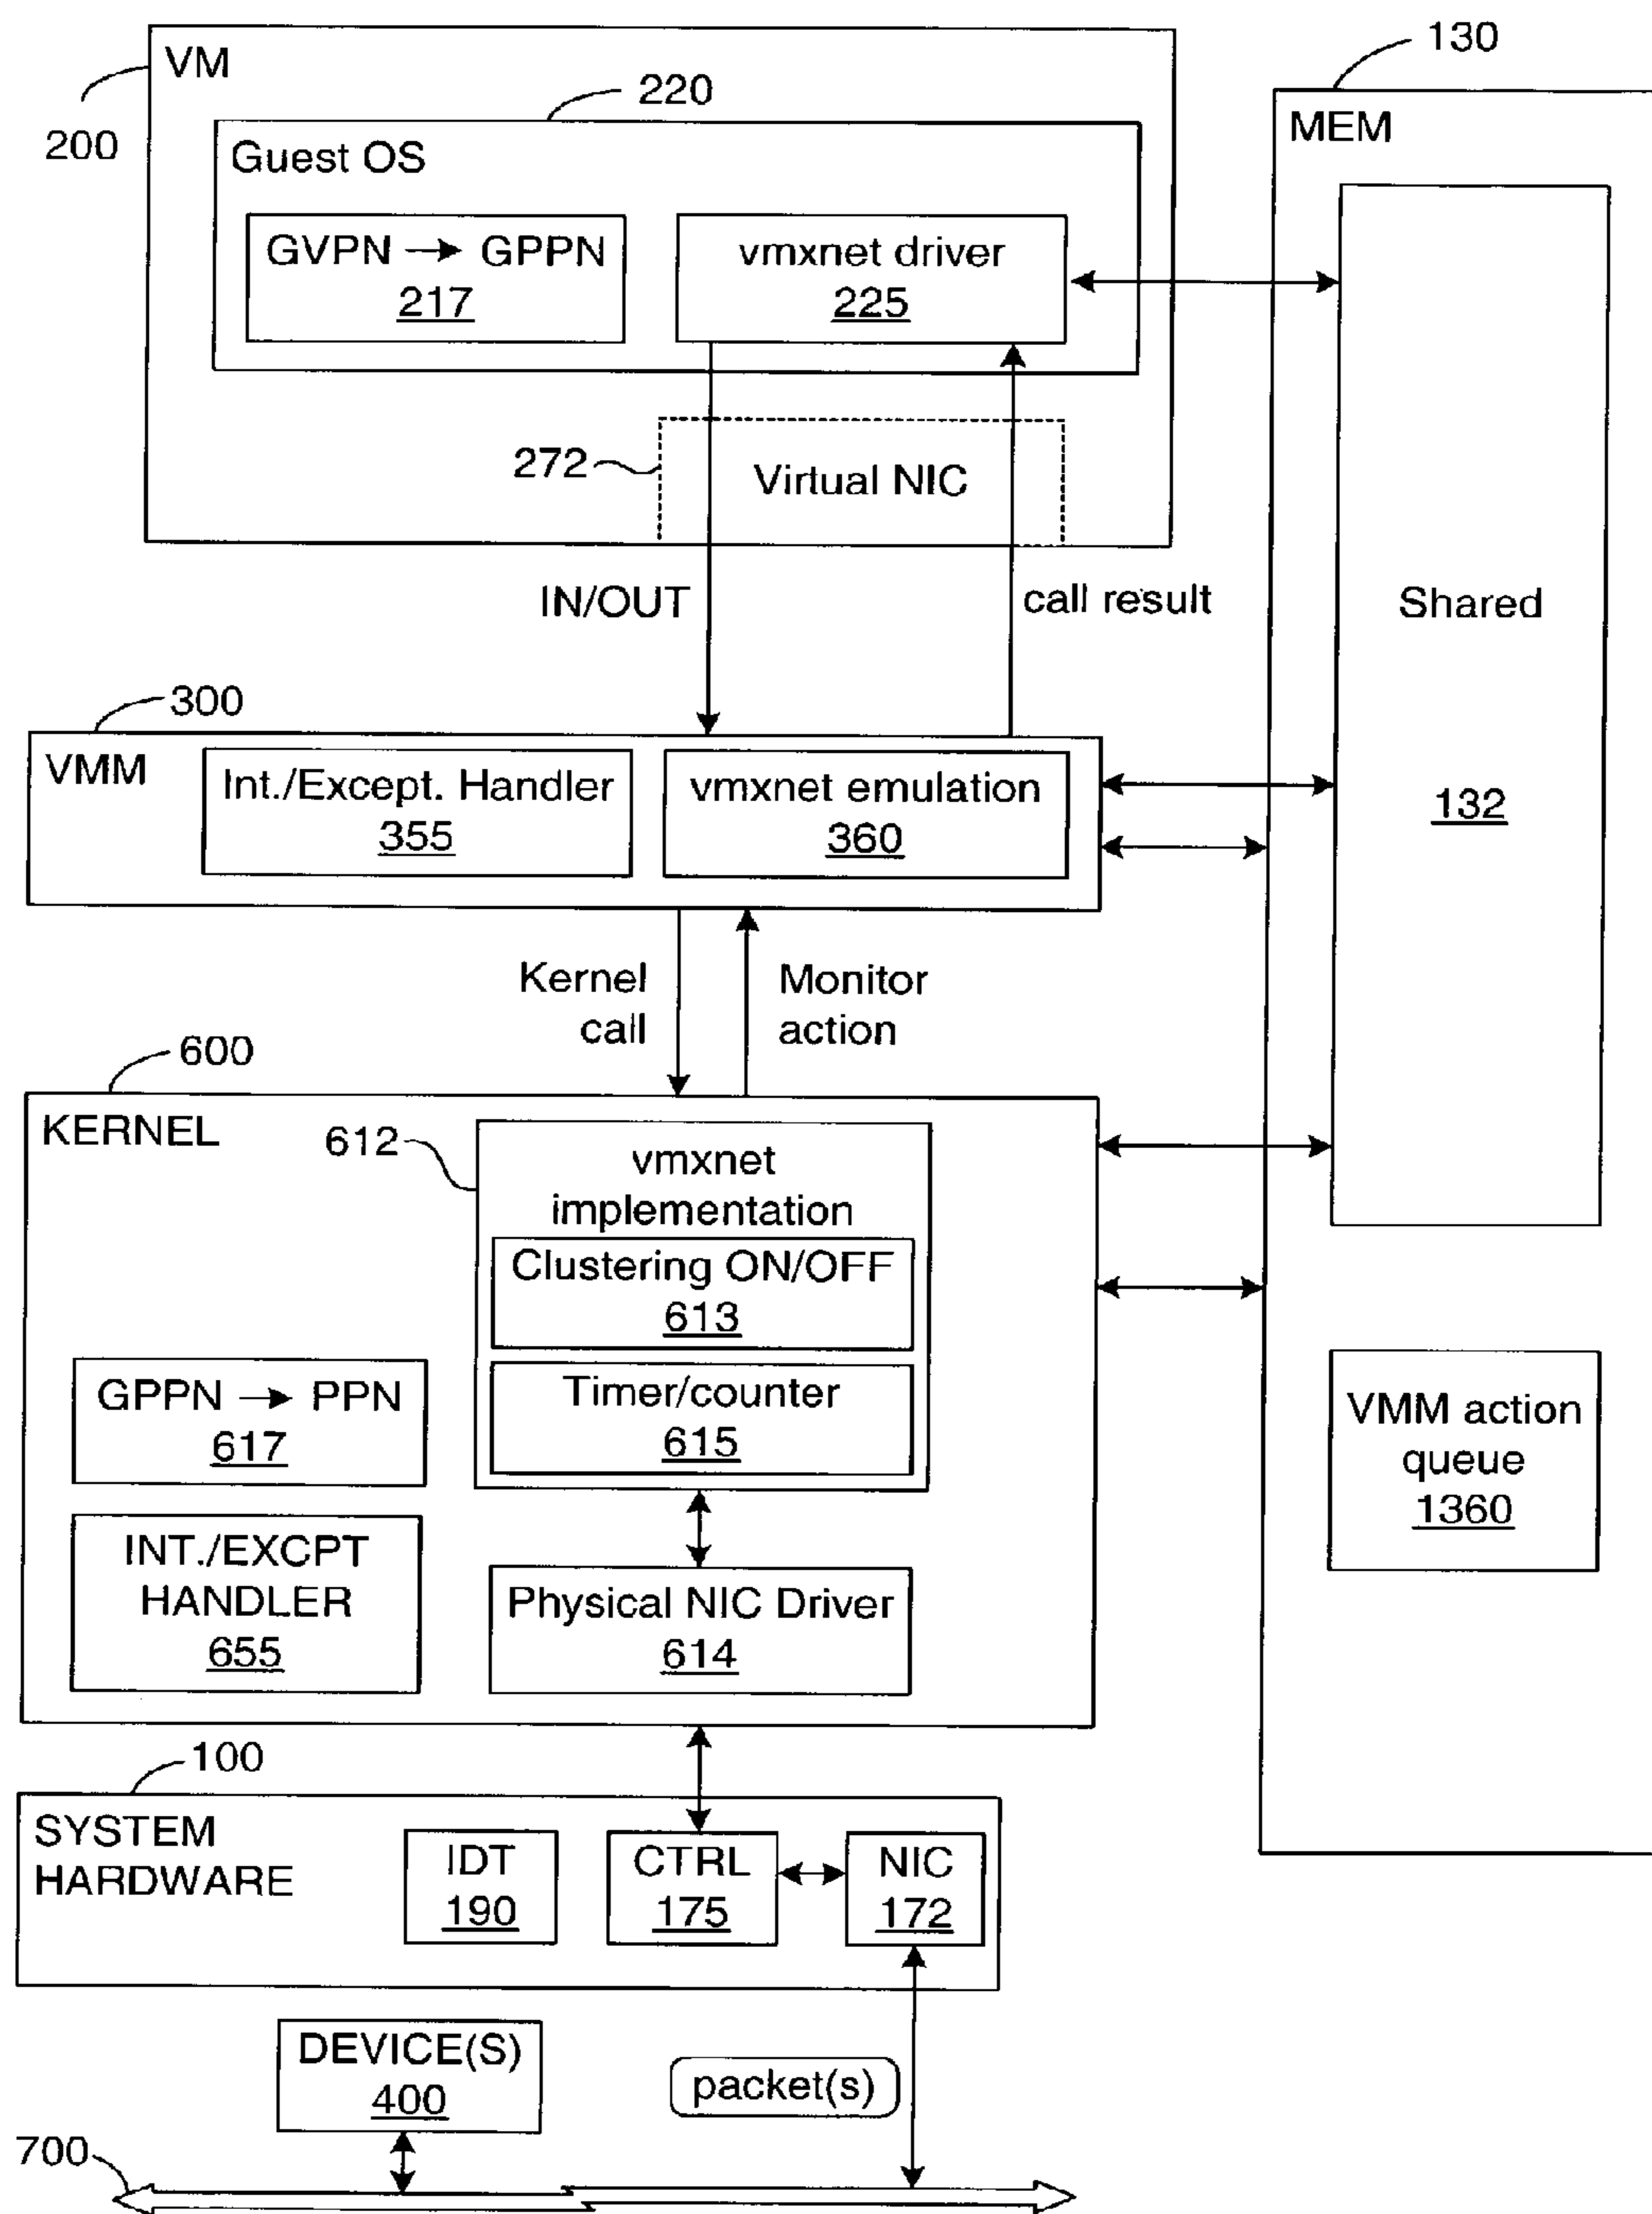 130
VM
MEM
220
200
Guest OS
GVPN → GPPN
217
vmxnet driver
225
272
Virtual NIC
IN/OUT
call result
Shared
132
300
VMM
Int./Except. Handler
355
vmxnet emulation
360
Kernel
call
Monitor
action
600
KERNEL
612
vmxnet
implementation
Clustering ON/OFF
613
Timer/counter
615
GPPN → PPN
617
VMM action
queue
1360
INT./EXCPT
HANDLER
655
Physical NIC Driver
614
100
SYSTEM
HARDWARE
IDT
190
CTRL
175
NIC
172
DEVICE(S)
400
packet(s)
700